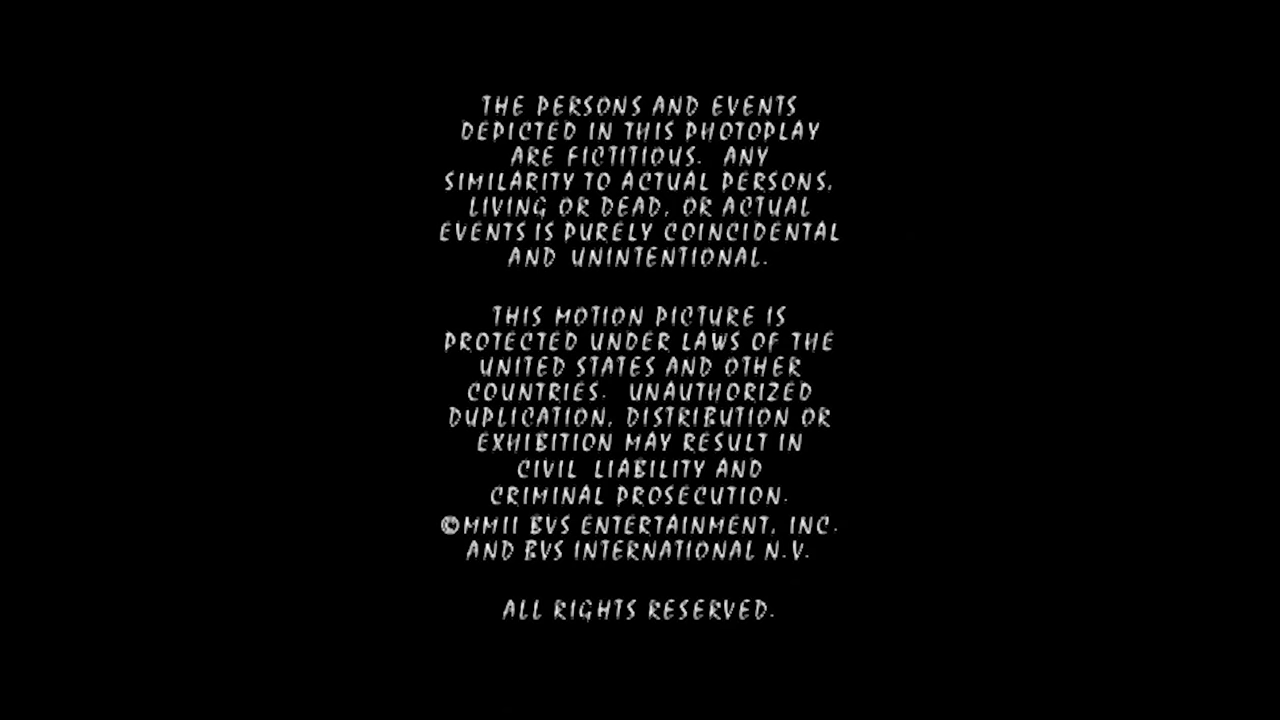 THE PERSONS AND EVENTS
DEPICTED IN THIS PHOTOPLAY
ARE FICTITIOUS. ANY
SIMILARITY TO ACTUAL PERSONS,
LIVING OR DEAD, OR ACTUAL
EVENTS IS PURELY COINCIDENTAL
AND UNINTENTIONAL.
THIS MOTION PICTURE IS
PROTECTED UNDER LAWS OF THE
UNITED STATES AND OTHER
COUNTRIES. UNAUTHORIZED
DUPLICATION, DISTRIBUTION OR
EXHIBITION MAY RESULT IN
CIVIL LIABILITY AND
CRIMINAL PROSECUTION.
©MMII BVS ENTERTAINMENT, INC.
AND BVS INTERNATIONAL N.V.
ALL RIGHTS RESERVED.